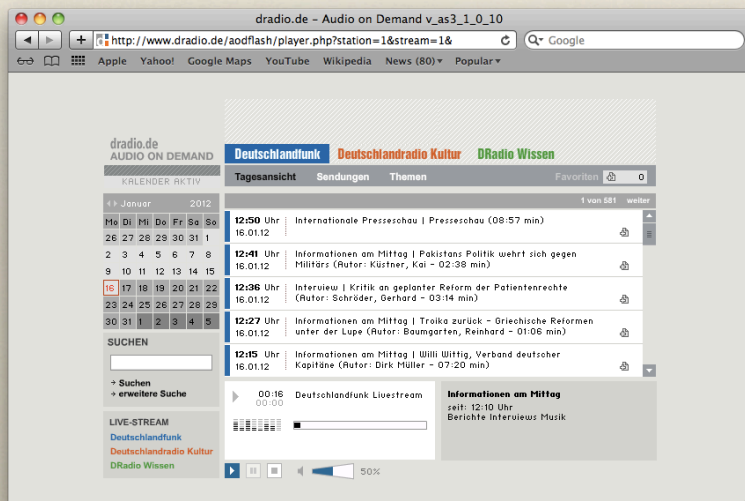 dradio.de - Audio on Demand v_as3_1_0_10
http://www.dradio.de/aodflash/player.php?station=1&stream=1&
Google
Apple Yahoo! Google Maps YouTube Wikipedia News (80) Popular
dradio.de
AUDIO ON DEMAND
Deutschlandfunk Deutschlandradio Kultur DRadio Wissen
KALENDER AKTIV
Tagesansicht Sendungen Themen Favoriten 0
1 von 581 weiter
Januar 2012
Mo Di Mi Do Fr Sa So
26 27 28 29 30 31 1
2 3 4 5 6 7 8
9 10 11 12 13 14 15
16 17 18 19 20 21 22
23 24 25 26 27 28 29
30 31 1 2 3 4 5
12:50 Uhr Internationale Presseschau | Presseschau (08:57 min)
16.01.12
12:41 Uhr Informationen am Mittag | Pakistans Politik wehrt sich gegen
16.01.12 Militärs (Autor: Küstner, Kai - 02:38 min)
12:36 Uhr Interview | Kritik an geplanter Reform der Patientenrechte
16.01.12 (Autor: Schröder, Gerhard - 03:14 min)
12:27 Uhr Informationen am Mittag | Troika zurück - Griechische Reformen
16.01.12 unter der Lupe (Autor: Baumgarten, Reinhard - 01:06 min)
12:15 Uhr Informationen am Mittag | Willi Wittig, Verband deutscher
16.01.12 Kapitäne (Autor: Dirk Müller - 07:20 min)
SUCHEN
Suchen
erweitere Suche
LIVE-STREAM
Deutschlandfunk
Deutschlandradio Kultur
DRadio Wissen
00:16 Deutschlandfunk Livestream
00:00
Informationen am Mittag
seit: 12:10 Uhr
Berichte Interviews Musik
50%